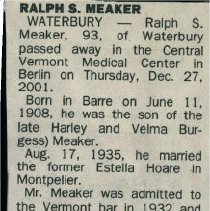 RALPH S. MEAKER
WATERBURY — Ralph S.
Meaker, 93, of Waterbury
passed away in the Central
Vermont Medical Center in
Berlin on Thursday, Dec. 27,
2001.
Born in Barre on June 11,
1908, he was the son of the
late Harley and Velma Bur-
gess) Meaker.
Aug. 17, 1935, he married
the former Estella Hoare in
Montpelier.
Mr. Meaker was admitted to
the Vermont bar in 1932 and